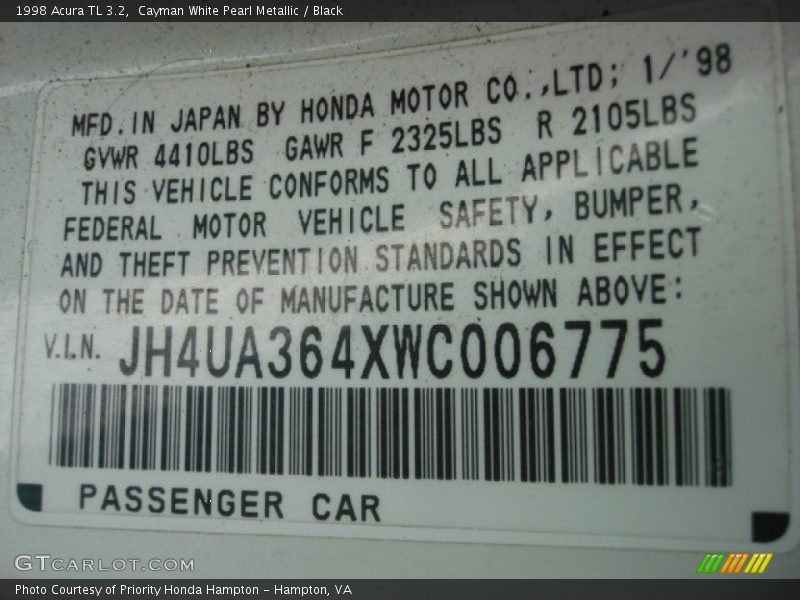 1998 Acura TL 3.2,  Cayman White Pearl Metallic / Black
MFD. IN JAPAN BY HONDA MOTOR CO.,LTD; 1/'98
GVWR 4410LBS GAWR F 2325LBS R 2105LBS
THIS VEHICLE CONFORMS TO ALL APPLICABLE
FEDERAL MOTOR VEHICLE SAFETY, BUMPER,
AND THEFT PREVENTION STANDARDS IN EFFECT
ON THE DATE OF MANUFACTURE SHOWN ABOVE:
V.I.N. JH4UA364XWC006775
PASSENGER CAR
GTCARLOT.COM
Photo Courtesy of Priority Honda Hampton - Hampton, VA